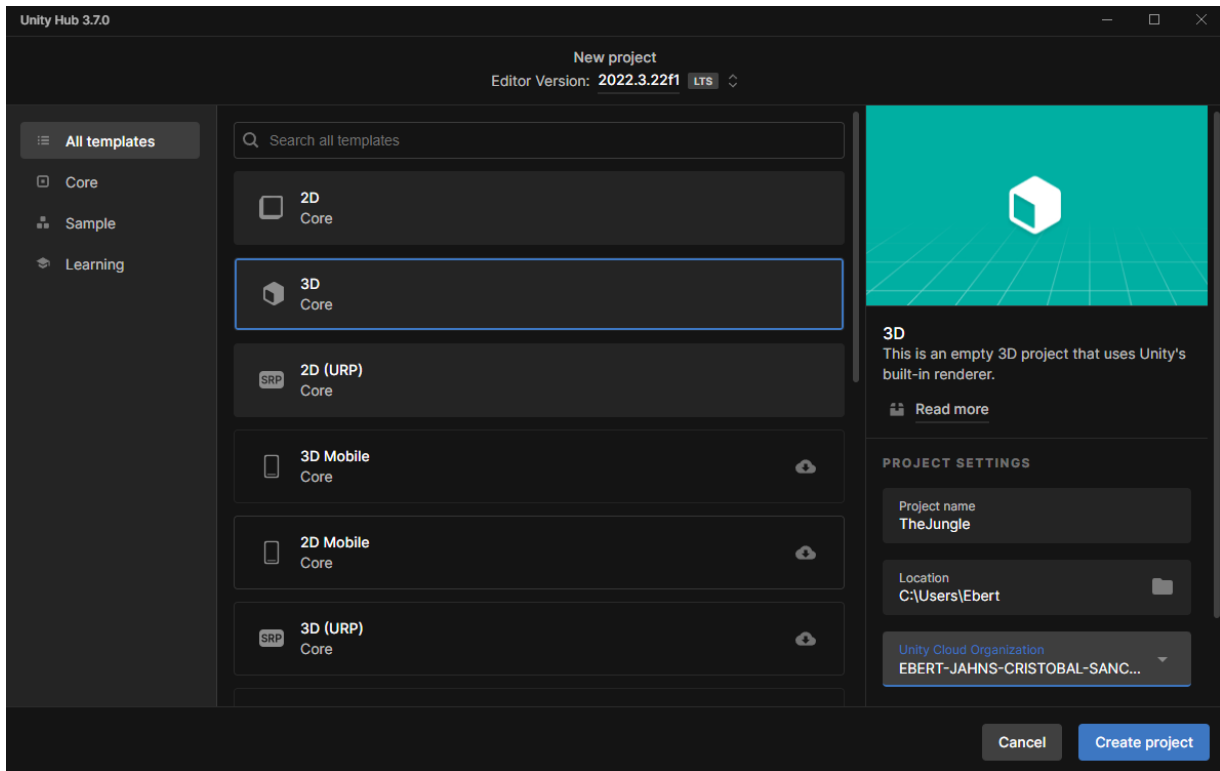 Unity Hub 3.7.0
New project
Editor Version: 2022.3.22f1 LTS
All templates
Core
Sample
Learning
Search all templates
2D
Core
3D
Core
SRP
2D (URP)
Core
3D Mobile
Core
2D Mobile
Core
SRP
3D (URP)
Core
3D
This is an empty 3D project that uses Unity's
built-in renderer.
Read more
PROJECT SETTINGS
Project name
TheJungle
Location
C:\Users\Ebert
Unity Cloud Organization
EBERT-JAHNS-CRISTOBAL-SANC...
Cancel
Create project